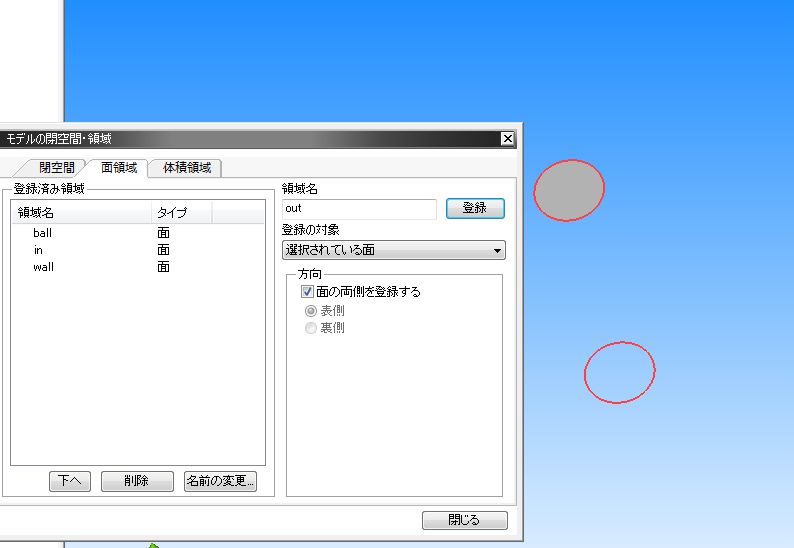 モデルの閉空間・領域
閉空間
面領域
体積領域
登録済み領域
領域名
タイプ
ball
面
in
面
wall
面
下へ
削除
名前の変更...
領域名
out
登録
登録の対象
選択されている面
方向
面の両側を登録する
表側
裏側
閉じる